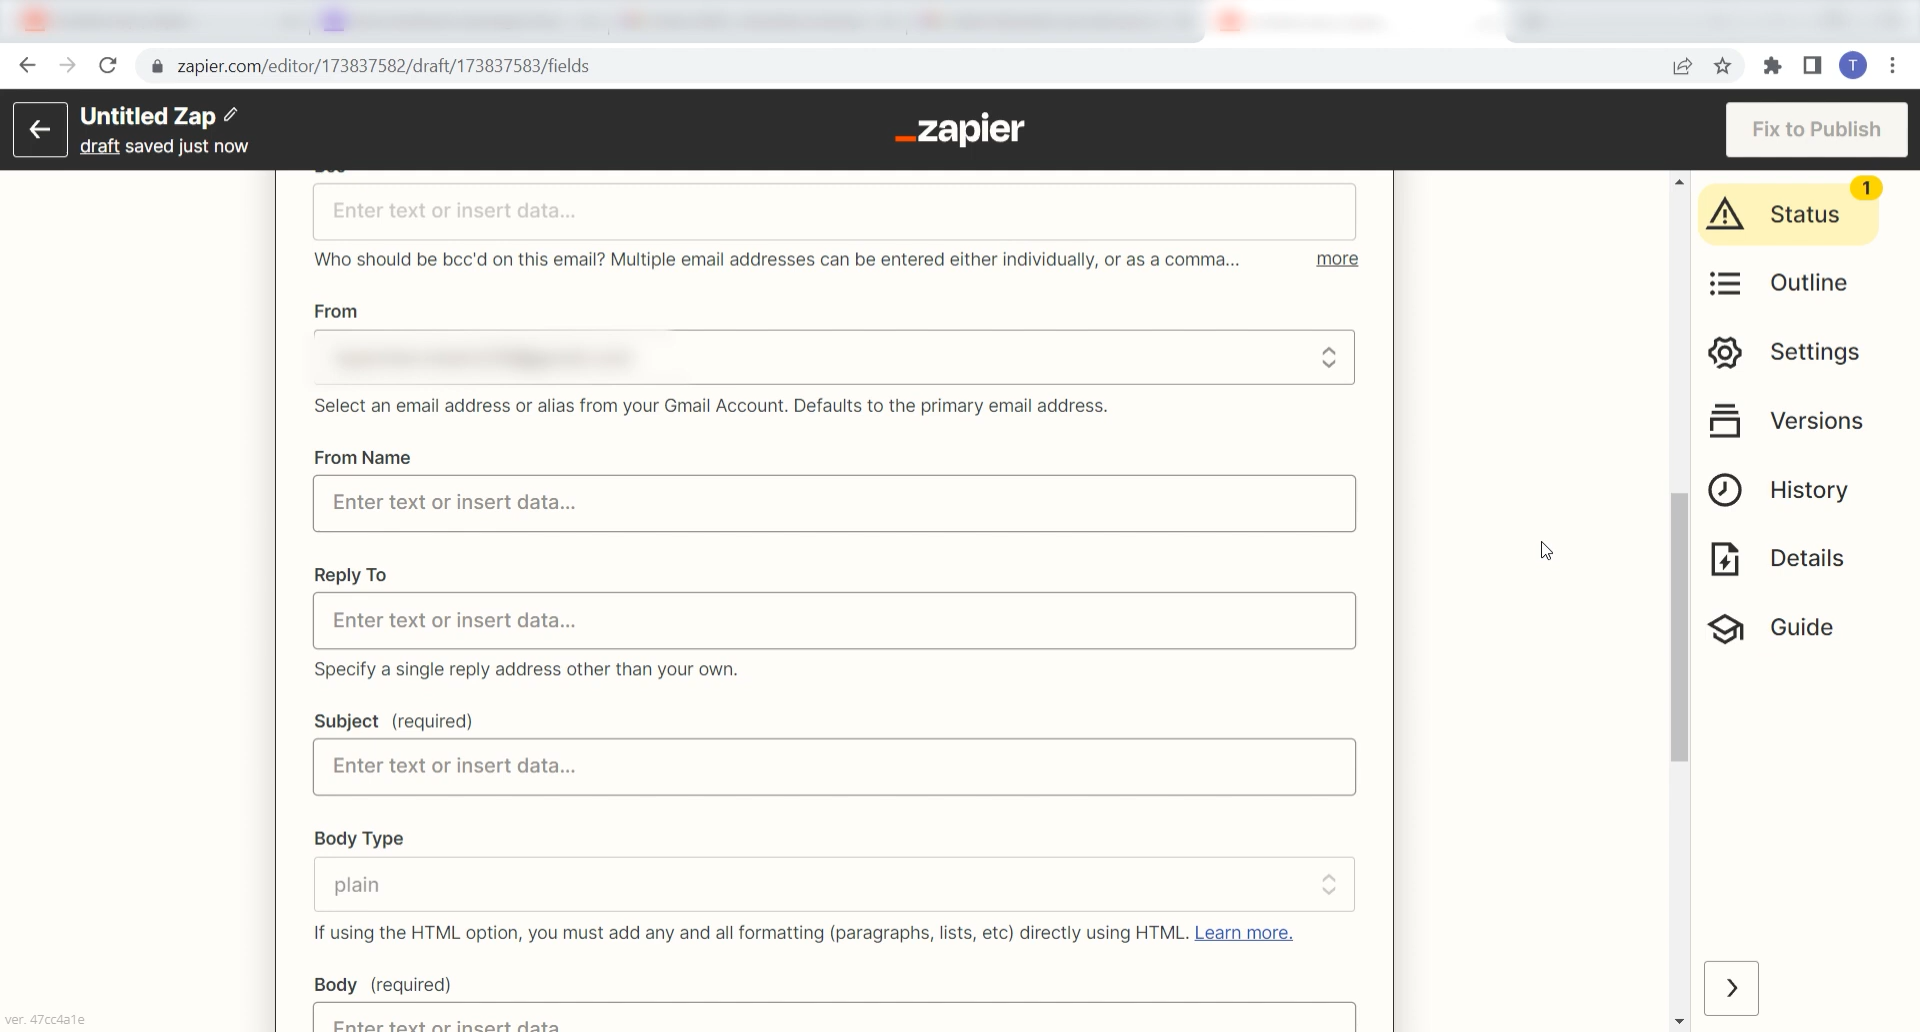 zapier.com/editor/173837582/draft/173837583/fields
T
Untitled Zap
draft saved just now
_zapier
Fix to Publish
Enter text or insert data...
Who should be bcc'd on this email? Multiple email addresses can be entered either individually, or as a comma...
more
From
Select an email address or alias from your Gmail Account. Defaults to the primary email address.
From Name
Enter text or insert data...
Reply To
Enter text or insert data...
Specify a single reply address other than your own.
Subject (required)
Enter text or insert data...
Body Type
plain
If using the HTML option, you must add any and all formatting (paragraphs, lists, etc) directly using HTML. Learn more.
Body (required)
Enter text or insert data
1
Status
Outline
Settings
Versions
History
Details
Guide
ver. 47cc4a1e